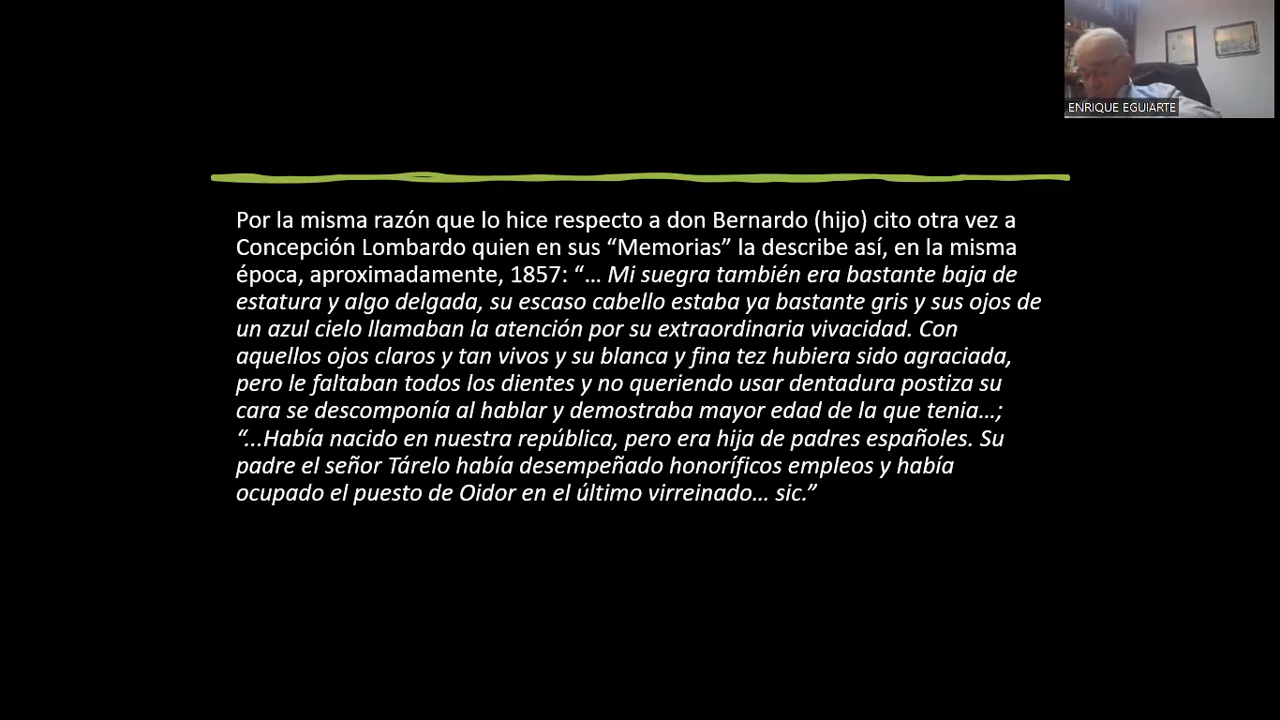 ENRIQUE EGUIARTE
Por la misma razón que lo hice respecto a don Bernardo (hijo) cito otra vez a
Concepción Lombardo quien en sus “Memorias” la describe así, en la misma
época, aproximadamente, 1857: “… Mi suegra también era bastante baja de
estatura y algo delgada, su escaso cabello estaba ya bastante gris y sus ojos de
un azul cielo llamaban la atención por su extraordinaria vivacidad. Con
aquellos ojos claros y tan vivos y su blanca y fina tez hubiera sido agraciada,
pero le faltaban todos los dientes y no queriendo usar dentadura postiza su
cara se descomponía al hablar y demostraba mayor edad de la que tenia…;
“...Había nacido en nuestra república, pero era hija de padres españoles. Su
padre el señor Tárelo había desempeñado honoríficos empleos y había
ocupado el puesto de Oidor en el último virreinado… sic.”